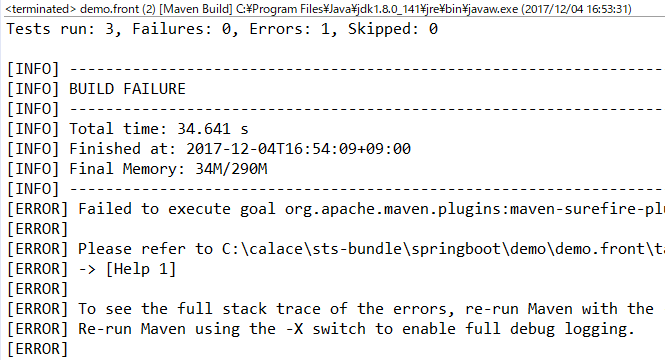 <terminated> demo.front (2) [Maven Build] C:¥Program Files¥Java¥jdk1.8.0_141¥jre¥bin¥javaw.exe (2017/12/04 16:53:31)
Tests run: 3, Failures: 0, Errors: 1, Skipped: 0
[INFO] ------------------------------------------------------------
[INFO] BUILD FAILURE
[INFO] ------------------------------------------------------------
[INFO] Total time: 34.641 s
[INFO] Finished at: 2017-12-04T16:54:09+09:00
[INFO] Final Memory: 34M/290M
[INFO] ------------------------------------------------------------
[ERROR] Failed to execute goal org.apache.maven.plugins:maven-surefire-plu
[ERROR]
[ERROR] Please refer to C:\calace\sts-bundle\springboot\demo\demo.front\ta
[ERROR] -> [Help 1]
[ERROR]
[ERROR] To see the full stack trace of the errors, re-run Maven with the
[ERROR] Re-run Maven using the -X switch to enable full debug logging.
[ERROR]